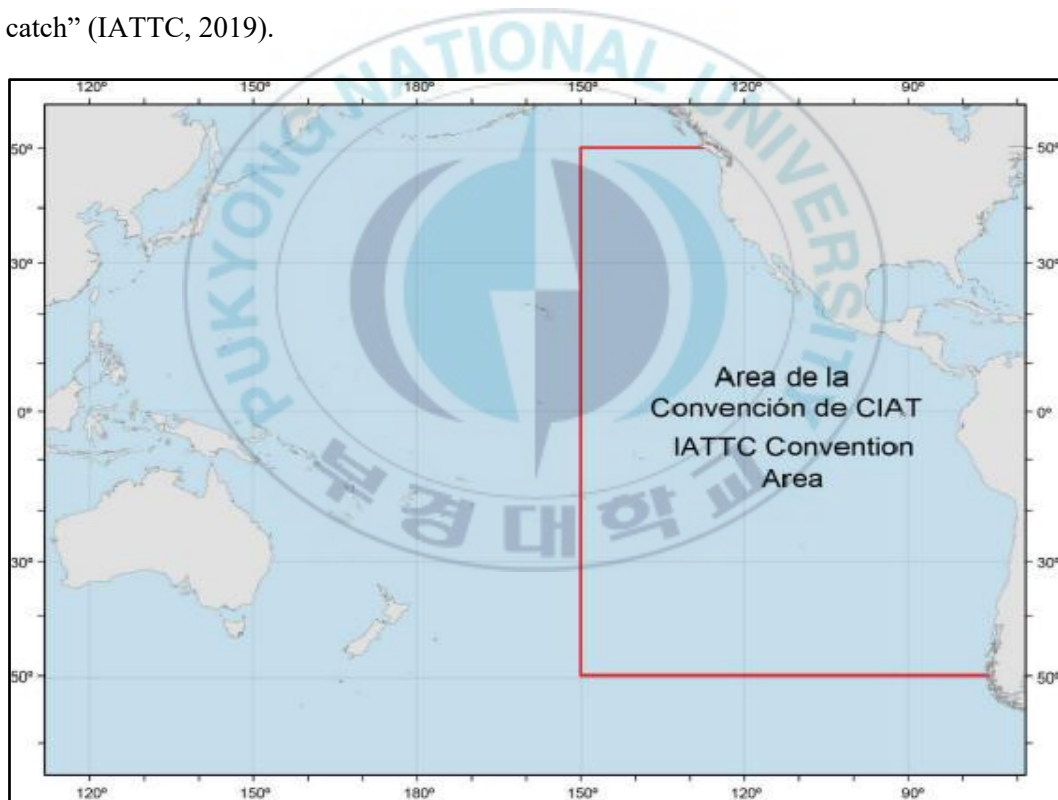 catch” (IATTC, 2019).
PUKYONG NATIONAL UNIVERSITY
120° 150° 180° 150° 120° 90°
50° 50°
30° 30°
Area de la
Convención de CIAT
0° 0°
IATTC Convention
Area
부경대학교
30° 30°
50° 50°
120° 150° 180° 150° 120° 90°